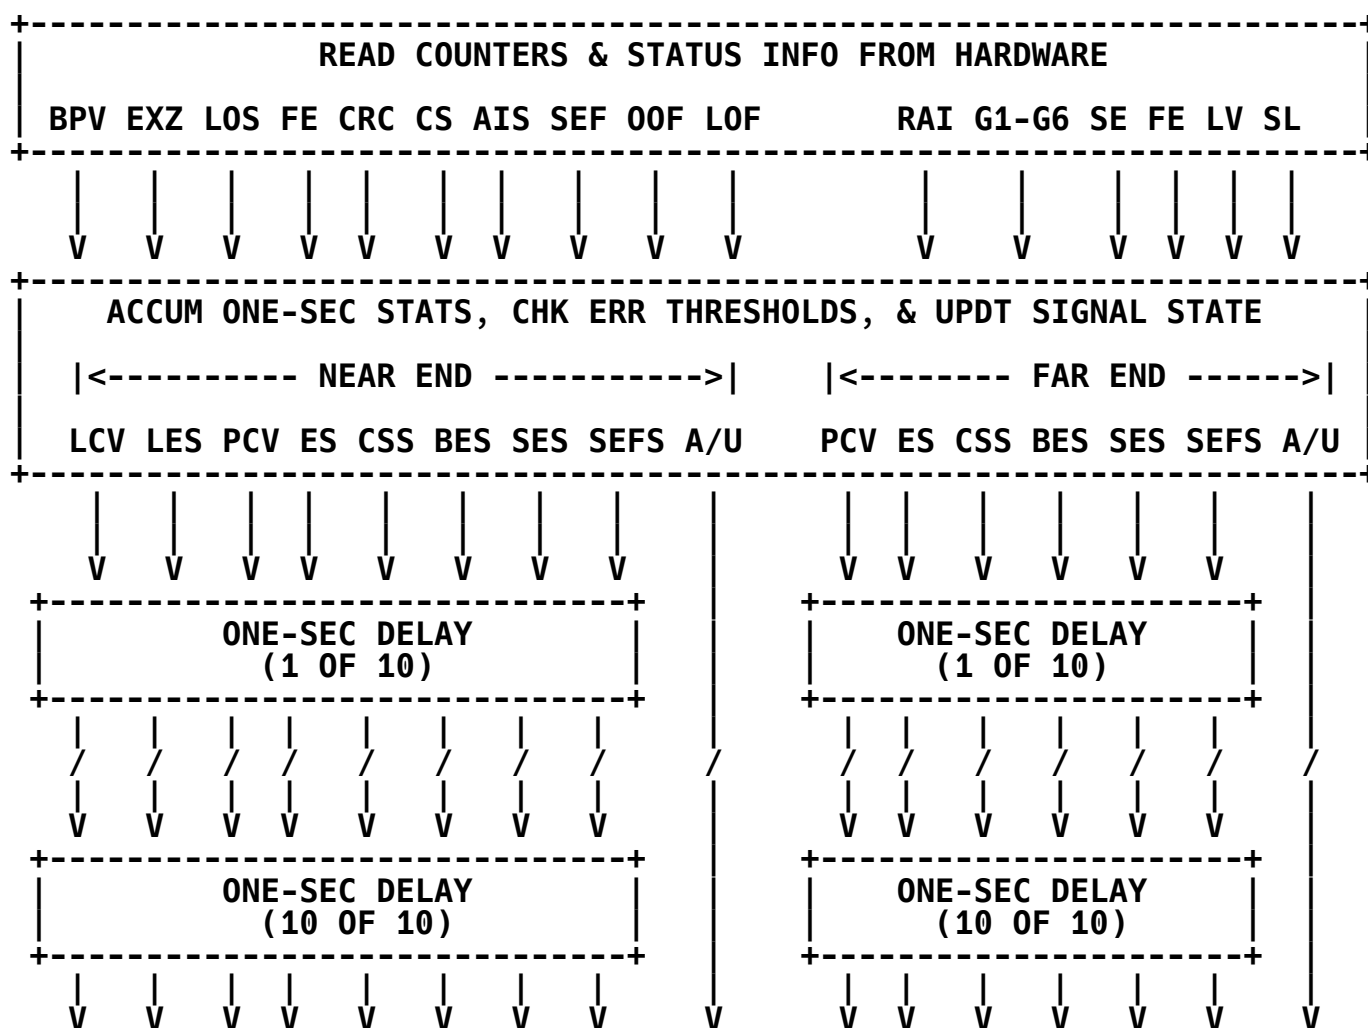 READ COUNTERS & STATUS INFO FROM HARDWARE
BPV EXZ LOS FE CRC CS AIS SEF OOF LOF RAI G1-G6 SE FE LV SL
ACCUM ONE-SEC STATS, CHK ERR THRESHOLDS, & UPDT SIGNAL STATE
|<---------- NEAR END ----------->| |<-------- FAR END ------>|
LCV LES PCV ES CSS BES SES SEFS A/U PCV ES CSS BES SES SEFS A/U
ONE-SEC DELAY ONE-SEC DELAY
(1 OF 10) (1 OF 10)
ONE-SEC DELAY ONE-SEC DELAY
(10 OF 10) (10 OF 10)